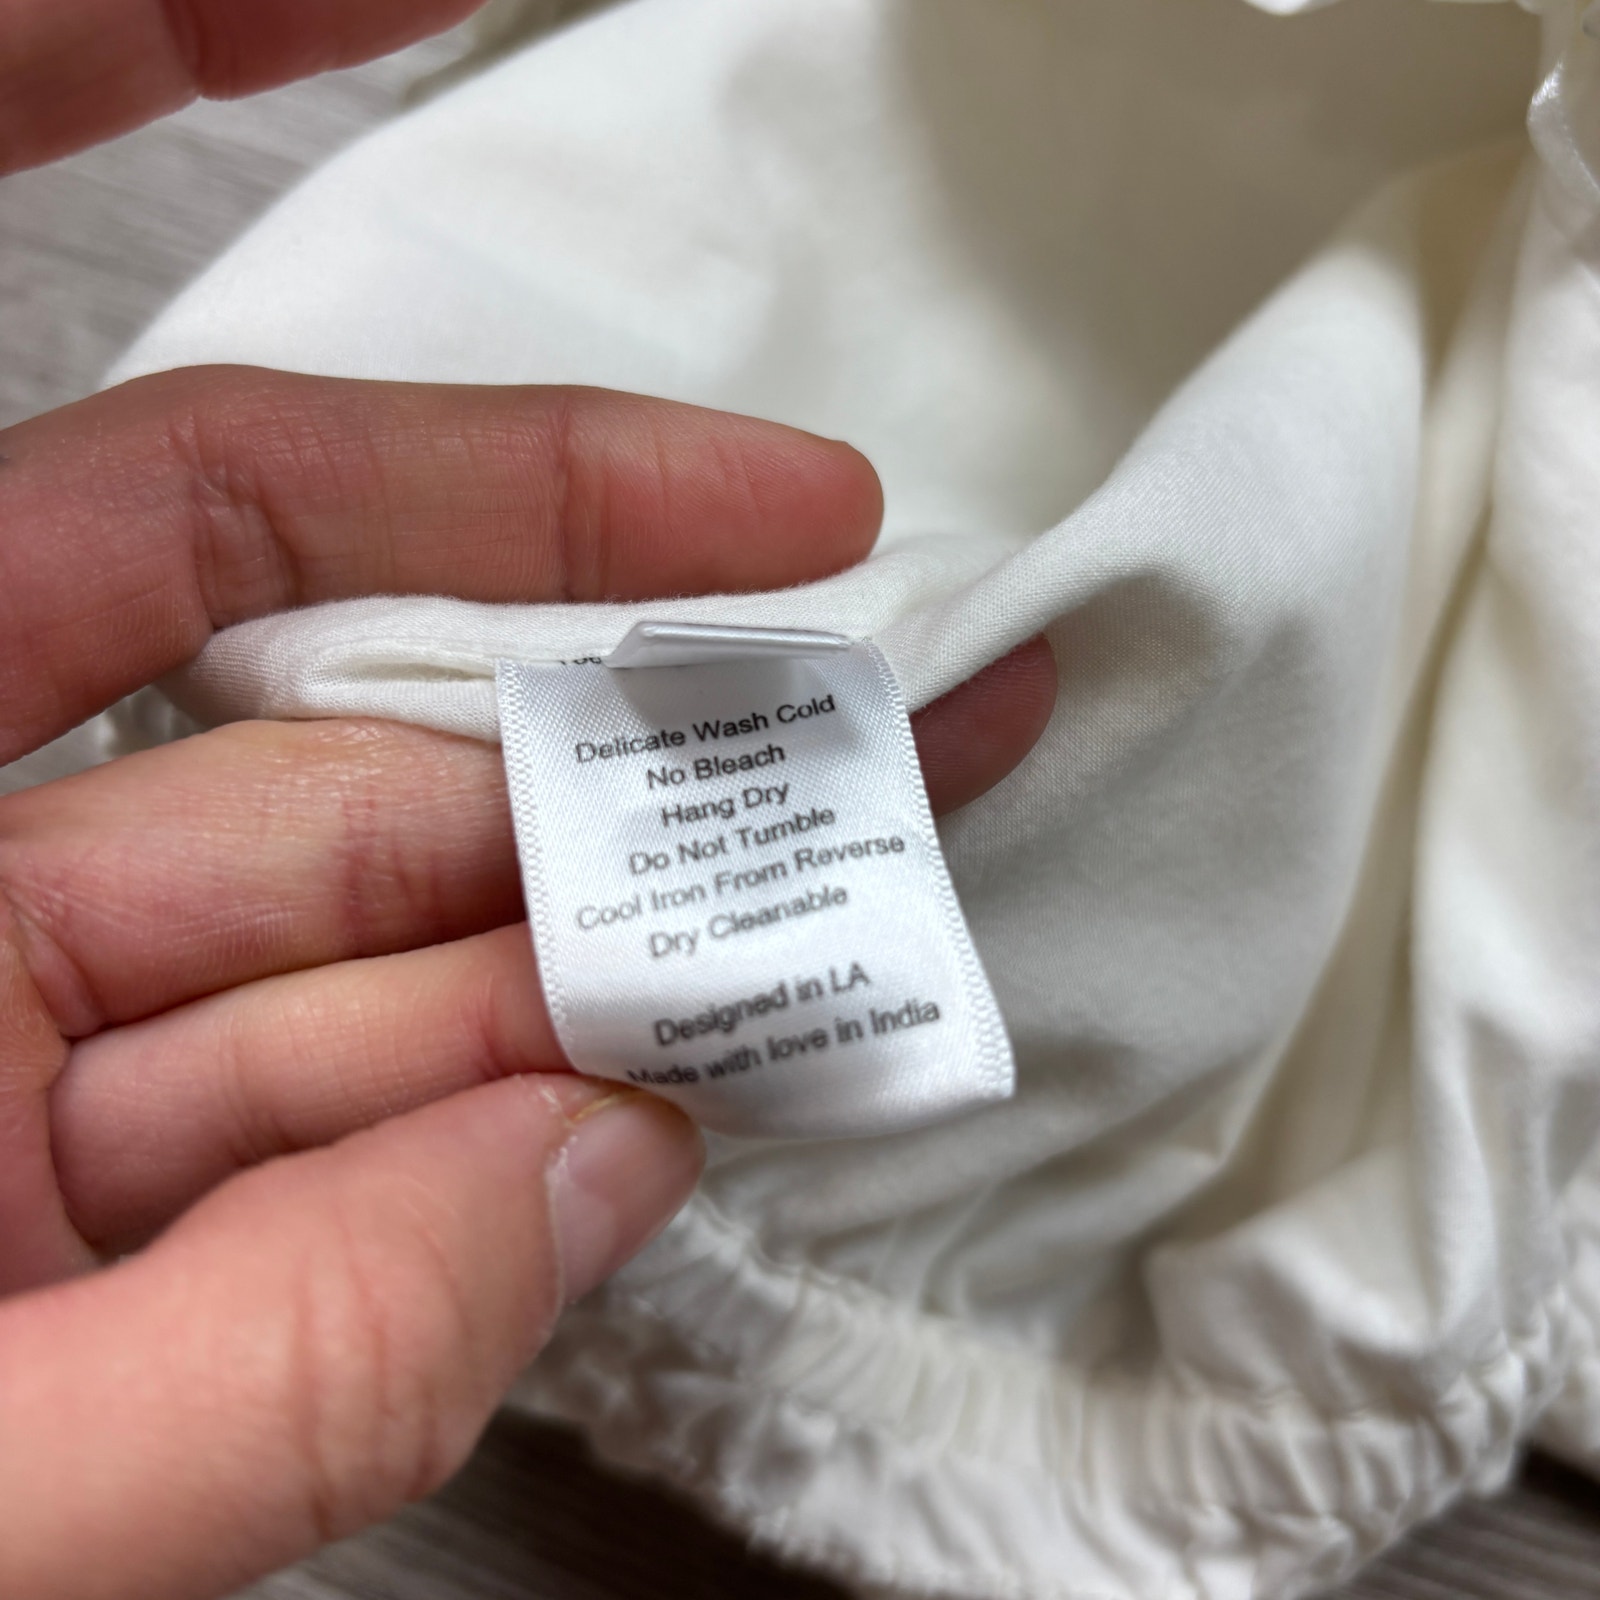 Delicate Wash Cold
No Bleach
Hang Dry
Do Not Tumble
Cool Iron From Reverse
Dry Cleanable
Designed in LA
Made with love in India